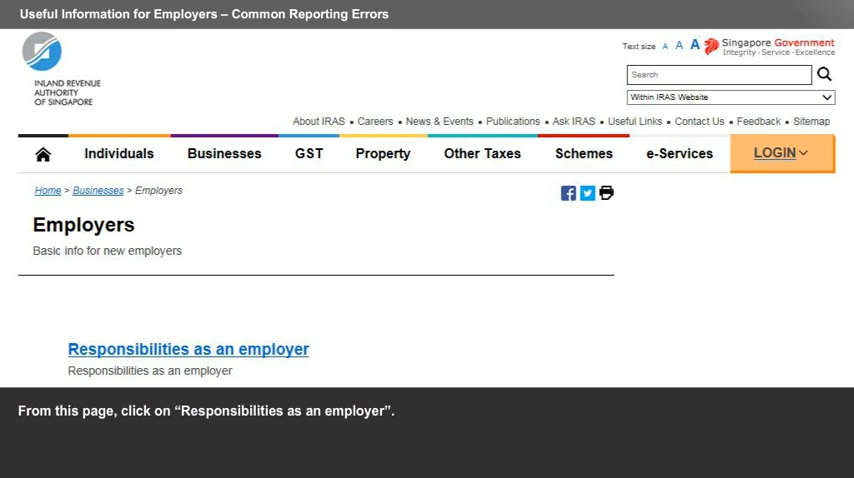 Useful Information for Employers – Common Reporting Errors
INLAND REVENUE
AUTHORITY
OF SINGAPORE
Text size A A A
Singapore Government
Integrity · Service · Excellence
Search
Within IRAS Website
About IRAS • Careers • News & Events • Publications • Ask IRAS • Useful Links • Contact Us • Feedback • Sitemap
Individuals Businesses GST Property Other Taxes Schemes e-Services LOGIN
Home > Businesses > Employers
Employers
Basic info for new employers
Responsibilities as an employer
Responsibilities as an employer
From this page, click on “Responsibilities as an employer”.